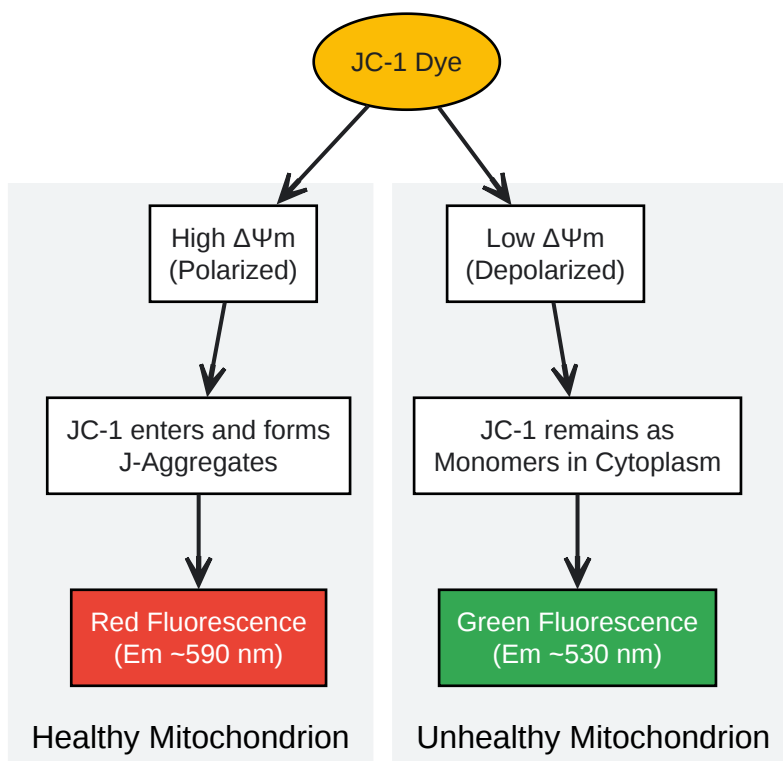 JC-1 Dye
High ΔΨm
(Polarized)
Low ΔΨm
(Depolarized)
JC-1 enters and forms
J-Aggregates
JC-1 remains as
Monomers in Cytoplasm
Red Fluorescence
(Em ~590 nm)
Green Fluorescence
(Em ~530 nm)
Healthy Mitochondrion
Unhealthy Mitochondrion